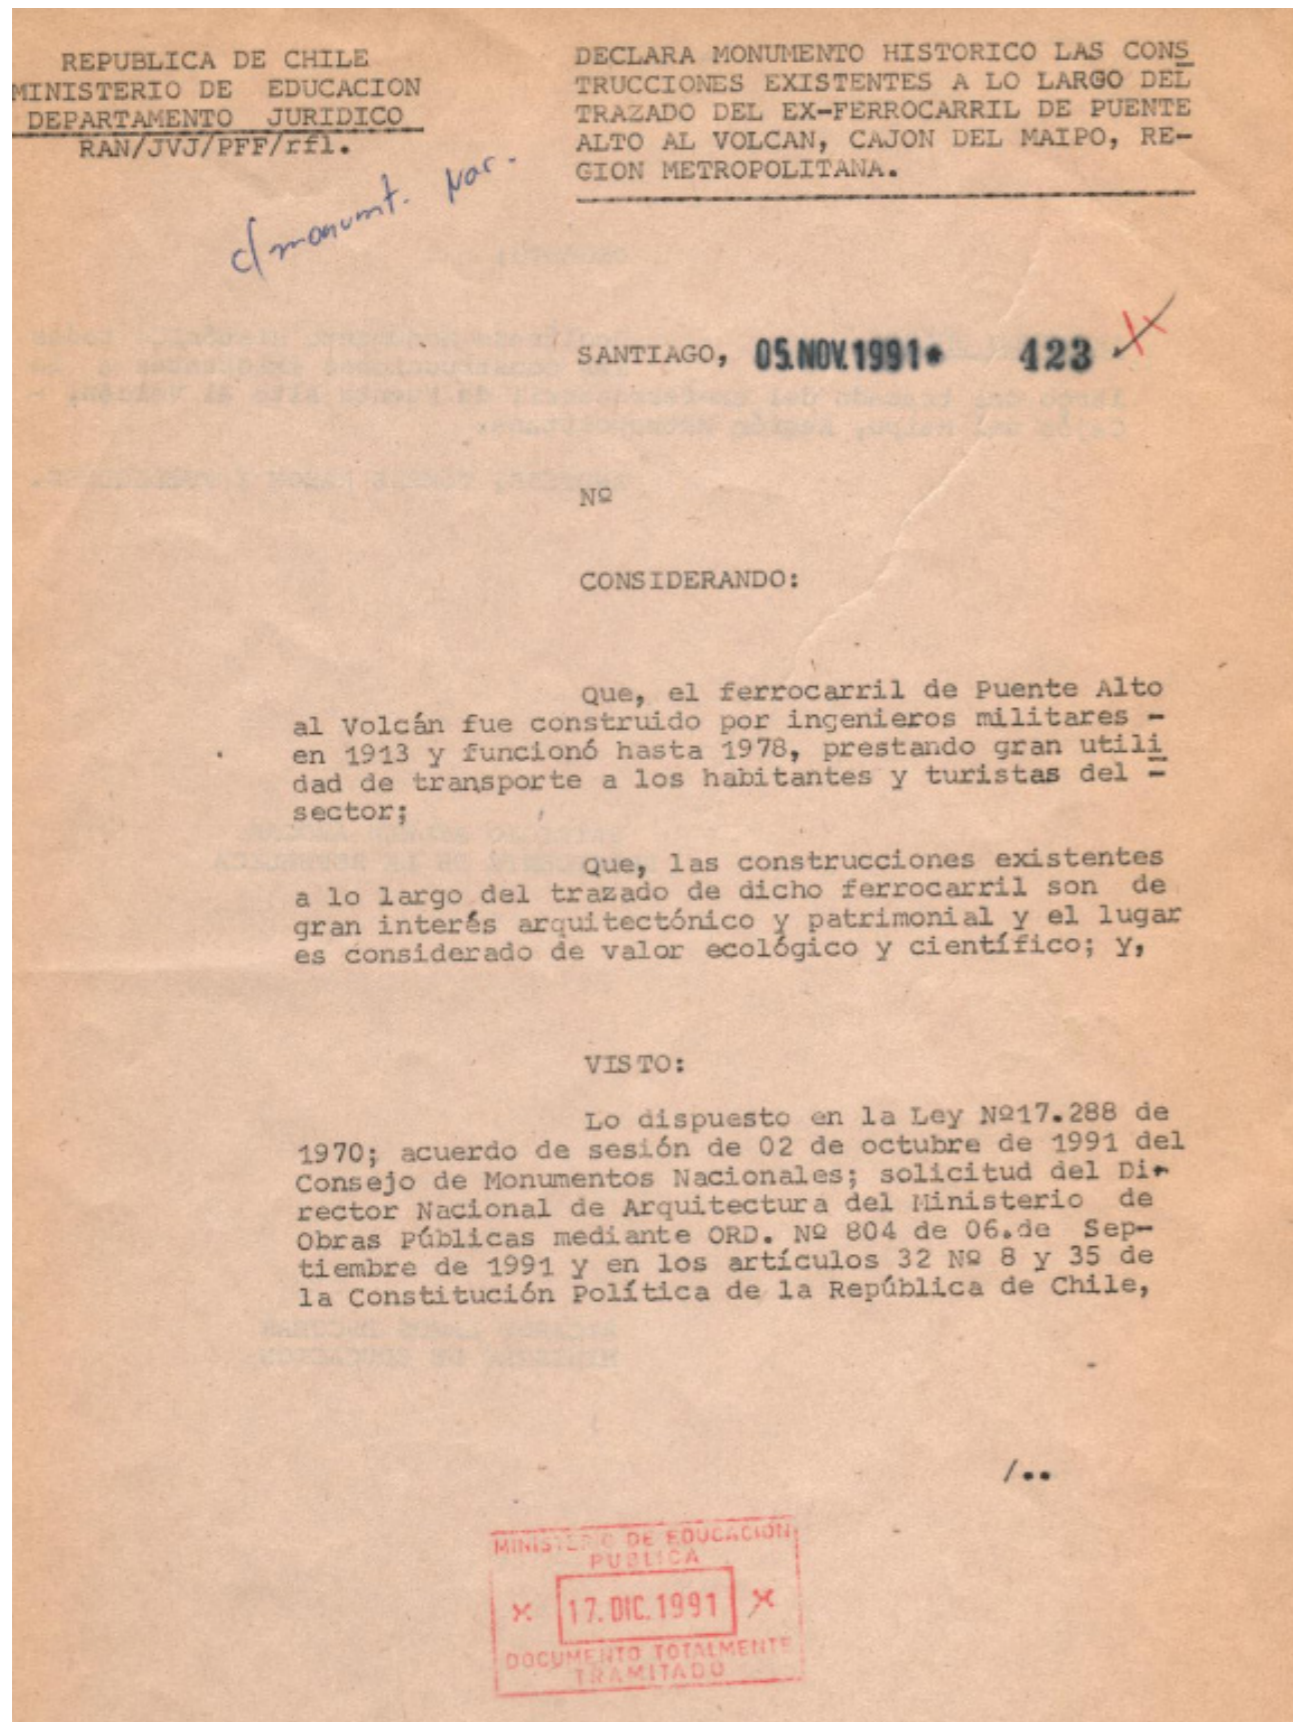 REPUBLICA DE CHILE
MINISTERIO DE EDUCACION
DEPARTAMENTO JURIDICO
RAN/JVJ/PFF/rfl.
DECLARA MONUMENTO HISTORICO LAS CONS
TRUCCIONES EXISTENTES A LO LARGO DEL
TRAZADO DEL EX-FERROCARRIL DE PUENTE
ALTO AL VOLCAN, CAJON DEL MAIPO, RE-
GION METROPOLITANA.
c/monumt. Nac.
SANTIAGO, 05.NOV.1991* 423
Nº
CONSIDERANDO:
Que, el ferrocarril de Puente Alto
al Volcán fue construido por ingenieros militares -
en 1913 y funcionó hasta 1978, prestando gran utili
dad de transporte a los habitantes y turistas del -
sector;
Que, las construcciones existentes
a lo largo del trazado de dicho ferrocarril son de
gran interés arquitectónico y patrimonial y el lugar
es considerado de valor ecológico y científico; y,
VISTO:
Lo dispuesto en la Ley Nº17.288 de
1970; acuerdo de sesión de 02 de octubre de 1991 del
Consejo de Monumentos Nacionales; solicitud del Di-
rector Nacional de Arquitectura del Ministerio de
Obras Públicas mediante ORD. Nº 804 de 06.de Sep-
tiembre de 1991 y en los artículos 32 Nº 8 y 35 de
la Constitución Política de la República de Chile,
/..
MINISTERIO DE EDUCACION
PUBLICA
17. DIC. 1991
DOCUMENTO TOTALMENTE
TRAMITADO